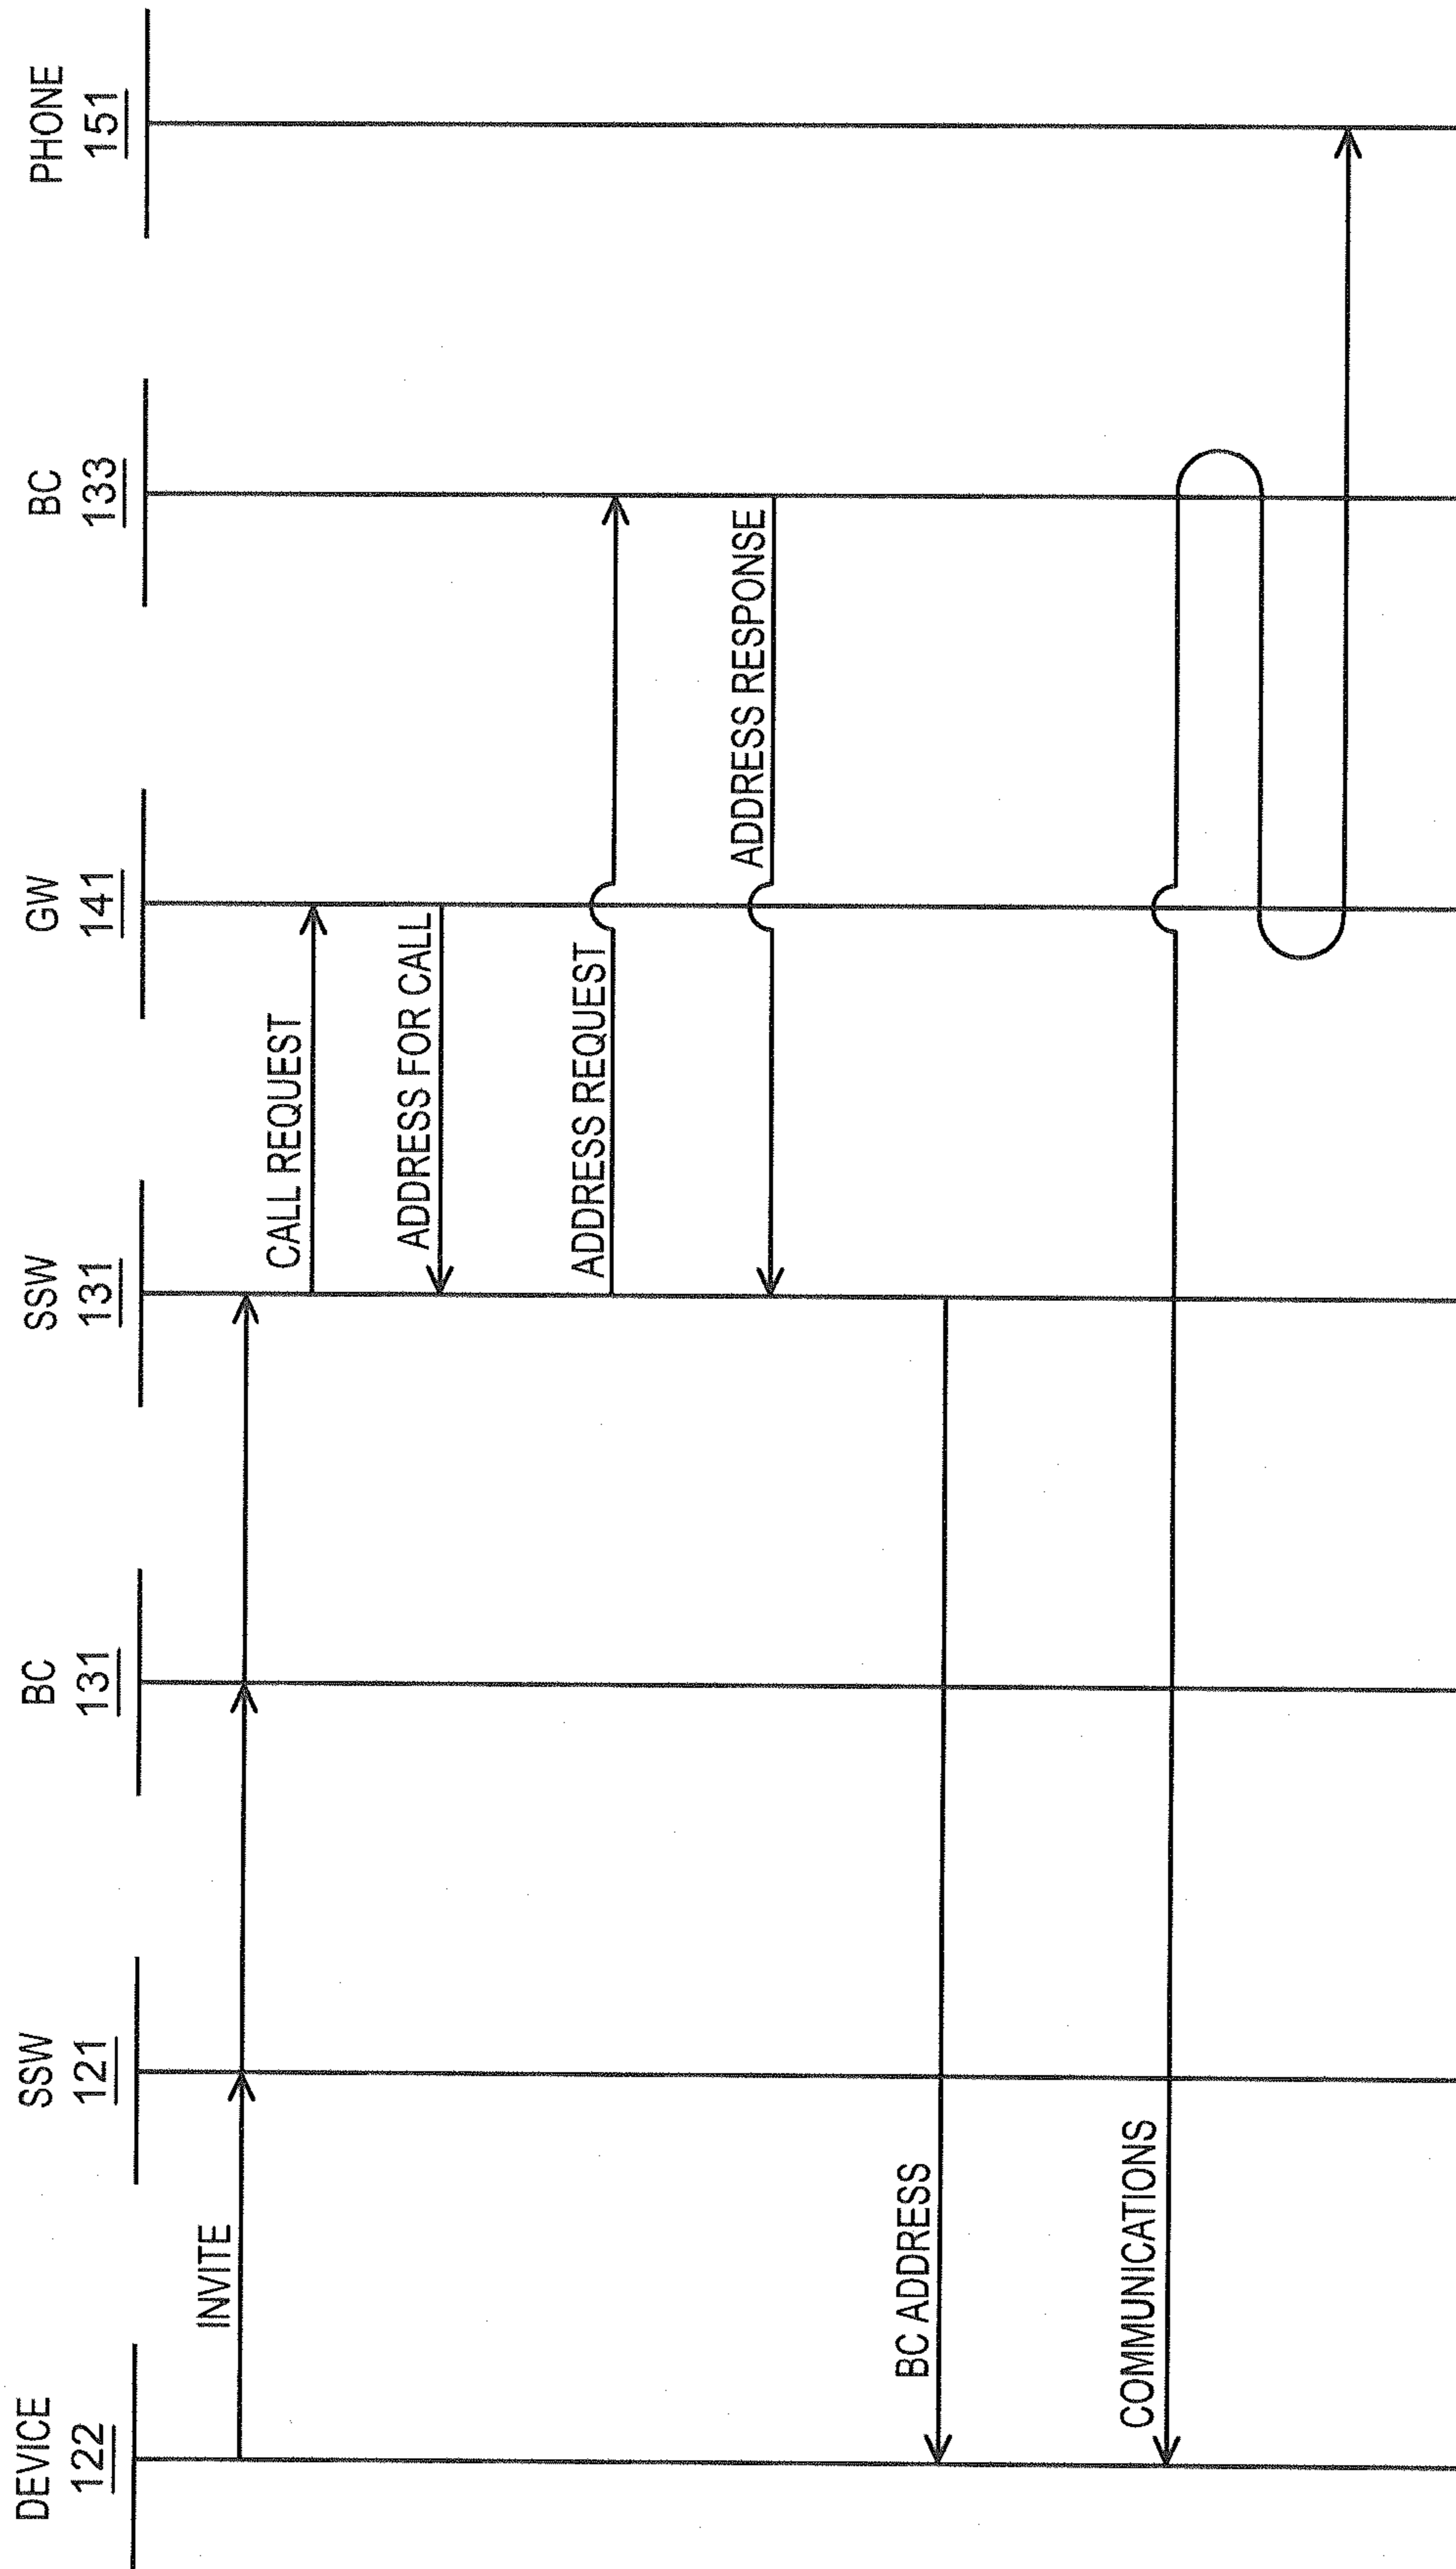 DEVICE
122
SSW
121
BC
131
SSW
131
GW
141
BC
133
PHONE
151
INVITE
CALL REQUEST
ADDRESS FOR CALL
ADDRESS REQUEST
ADDRESS RESPONSE
BC ADDRESS
COMMUNICATIONS